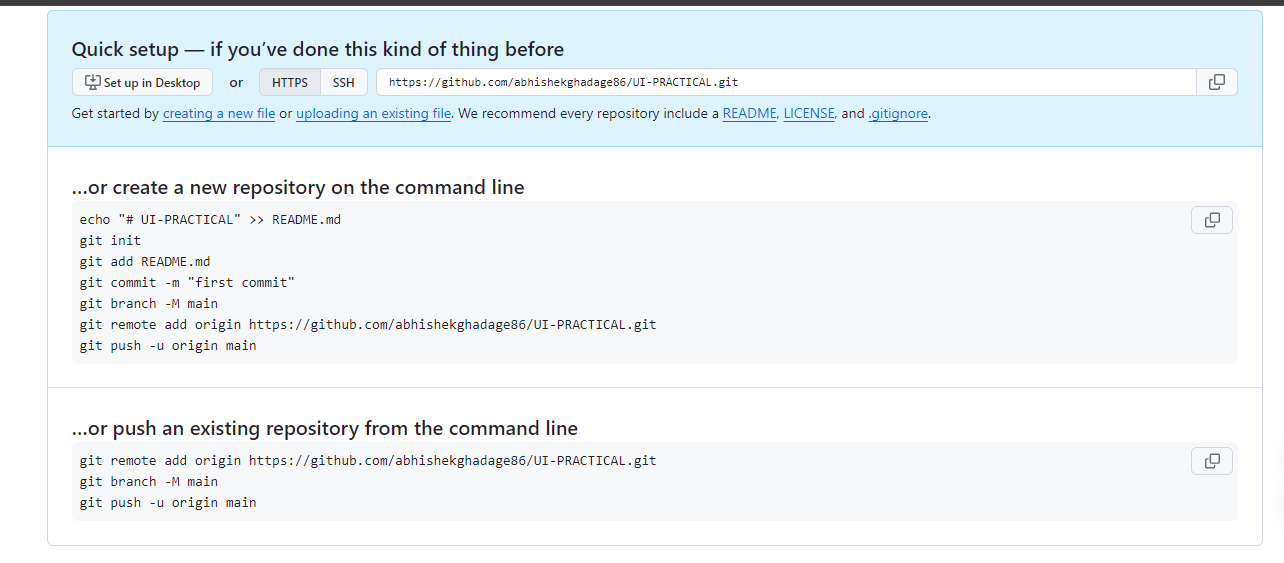 Quick setup — if you’ve done this kind of thing before
Set up in Desktop or HTTPS SSH https://github.com/abhishekghadage86/UI-PRACTICAL.git
Get started by creating a new file or uploading an existing file. We recommend every repository include a README, LICENSE, and .gitignore.
…or create a new repository on the command line
echo "# UI-PRACTICAL" >> README.md
git init
git add README.md
git commit -m "first commit"
git branch -M main
git remote add origin https://github.com/abhishekghadage86/UI-PRACTICAL.git
git push -u origin main
…or push an existing repository from the command line
git remote add origin https://github.com/abhishekghadage86/UI-PRACTICAL.git
git branch -M main
git push -u origin main